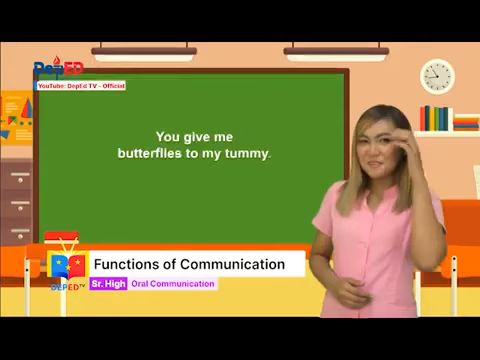 DepED
YouTube: DepEd TV - Official
You give me
butterflies to my tummy.
Functions of Communication
DEPED TV
Sr. High Oral Communication